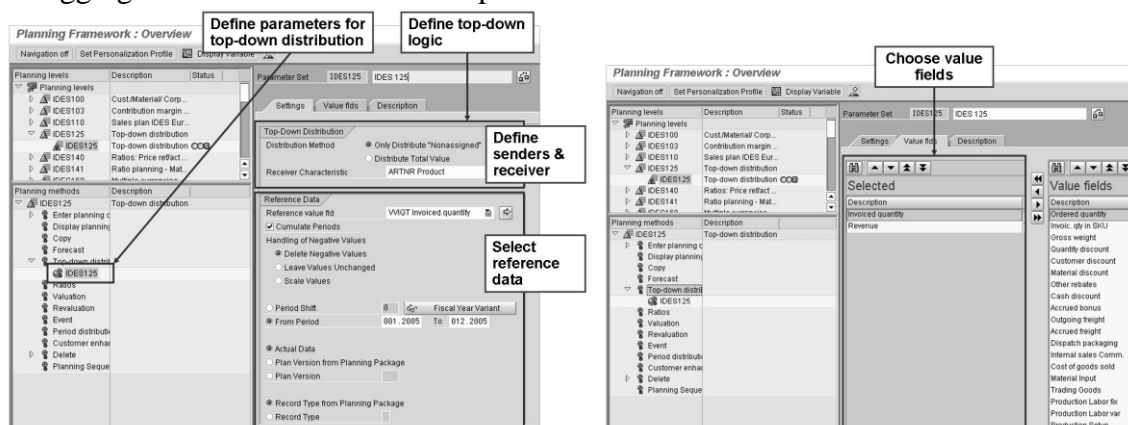 Define parameters for
top-down distribution
Define top-down
logic
Planning Framework : Overview
Navigation off Set Personalization Profile Display Variable
Planning levels Description Status
Planning levels
IDES100 Cust./Material/ Corp...
IDES103 Contribution margin ...
IDES110 Sales plan IDES Eur...
IDES125 Top-down distribution
IDES125 Top-down distribution
IDES140 Ratios: Price reflact ...
IDES141 Ratio planning - Mat...
Planning methods Description
IDES125 Top-down distribution
Enter planning c
Display planning
Copy
Forecast
Top-down distri
IDES125
Ratios
Valuation
Revaluation
Event
Period distributi
Customer enhar
Delete
Planning Seque
Parameter Set IDES125 IDES 125
Settings Value flds Description
Top-Down Distribution
Distribution Method Only Distribute "Nonassigned"
Distribute Total Value
Receiver Characteristic ARTNR Product
Define
senders &
receiver
Reference Data
Reference value fld VVIGT Invoiced quantity
Cumulate Periods
Handling of Negative Values
Delete Negative Values
Leave Values Unchanged
Scale Values
Select
reference
data
Period Shift 0 Fiscal Year Variant
From Period 001.2005 To 012.2005
Actual Data
Plan Version from Planning Package
Plan Version
Record Type from Planning Package
Record Type
Choose value
fields
Planning Framework : Overview
Navigation off Set Personalization Profile Display Variable
Planning levels Description Status
Planning levels
IDES100 Cust./Material/ Corp...
IDES103 Contribution margin ...
IDES110 Sales plan IDES Eur...
IDES125 Top-down distribution
IDES125 Top-down distribution
IDES140 Ratios: Price reflact ...
IDES141 Ratio planning - Mat...
Planning methods Description
IDES125 Top-down distribution
Enter planning c
Display planning
Copy
Forecast
Top-down distri
IDES125
Ratios
Valuation
Revaluation
Event
Period distributi
Customer enhar
Delete
Planning Seque
Parameter Set IDES125 IDES 125
Settings Value flds Description
Selected
Description
Invoiced quantity
Revenue
Value fields
Description
Ordered quantity
Invoic. qty in SKU
Gross weight
Quantity discount
Customer discount
Material discount
Other rebates
Cash discount
Accrued bonus
Outgoing freight
Accrued freight
Dispatch packaging
Internal sales Comm.
Cost of goods sold
Material Input
Trading Goods
Production Labor fix
Production Labor var